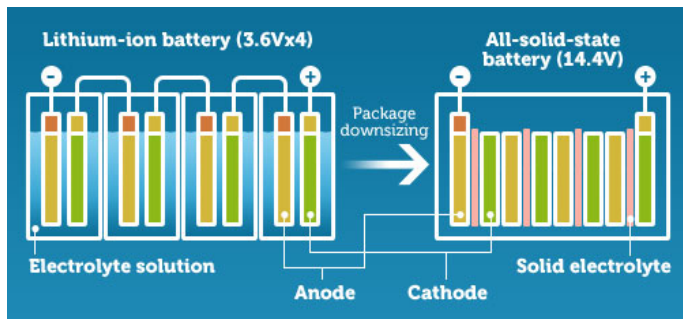 Lithium-ion battery (3.6Vx4)
All-solid-state
battery (14.4V)
-
+
-
+
Package
downsizing
Electrolyte solution
Solid electrolyte
Anode
Cathode